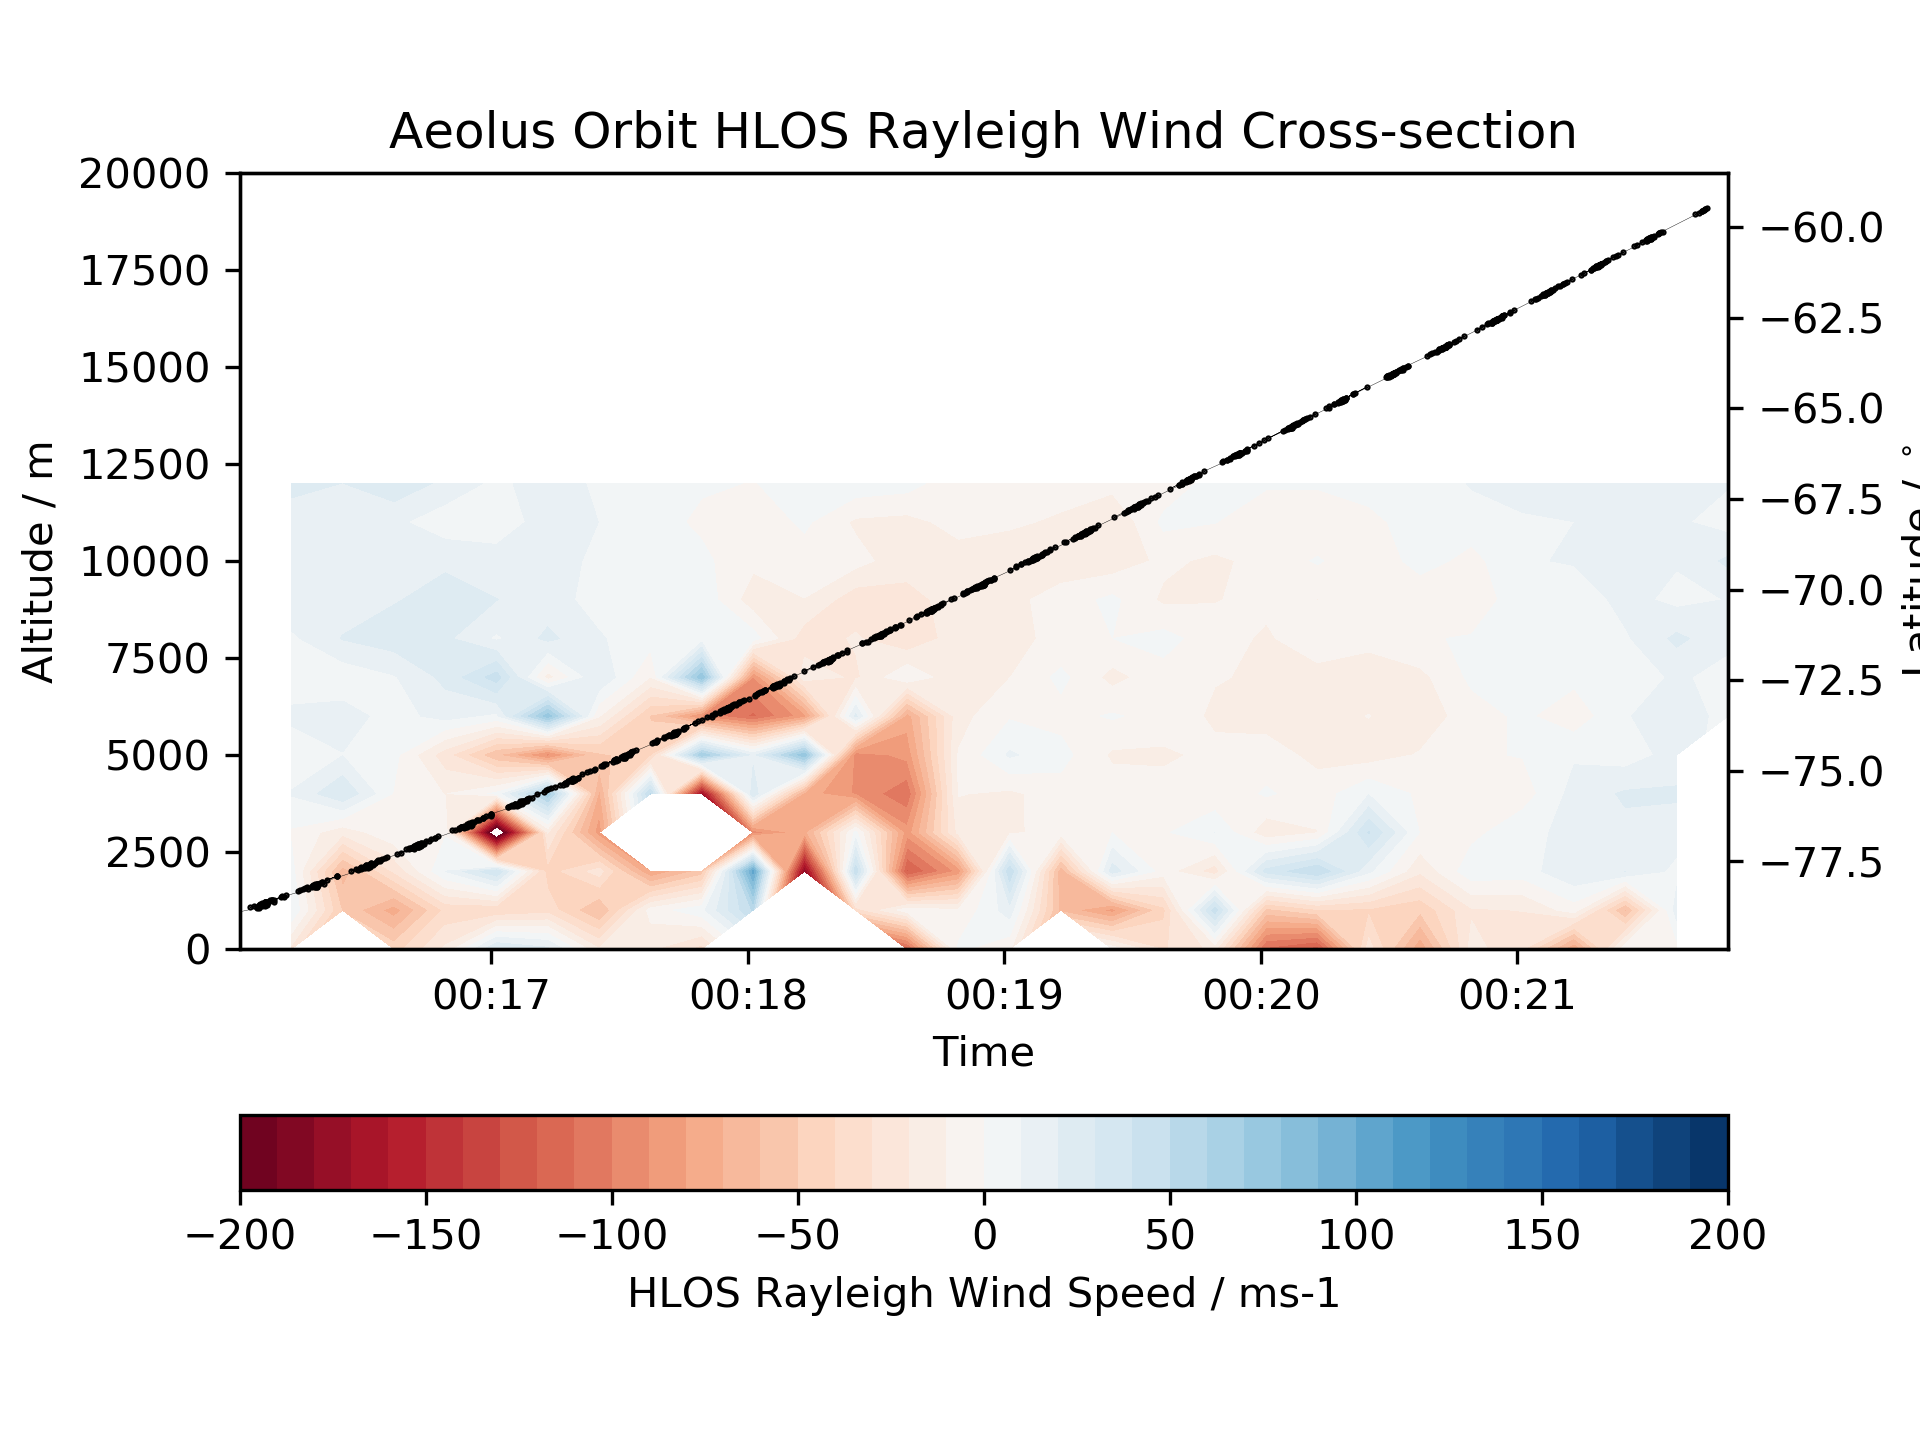 Aeolus Orbit HLOS Rayleigh Wind Cross-section
20000
17500
15000
12500
10000
7500
5000
2500
0
Altitude / m
−60.0
−62.5
−65.0
−67.5
−70.0
−72.5
−75.0
−77.5
Latitude / °
00:17 00:18 00:19 00:20 00:21
Time
−200 −150 −100 −50 0 50 100 150 200
HLOS Rayleigh Wind Speed / ms-1